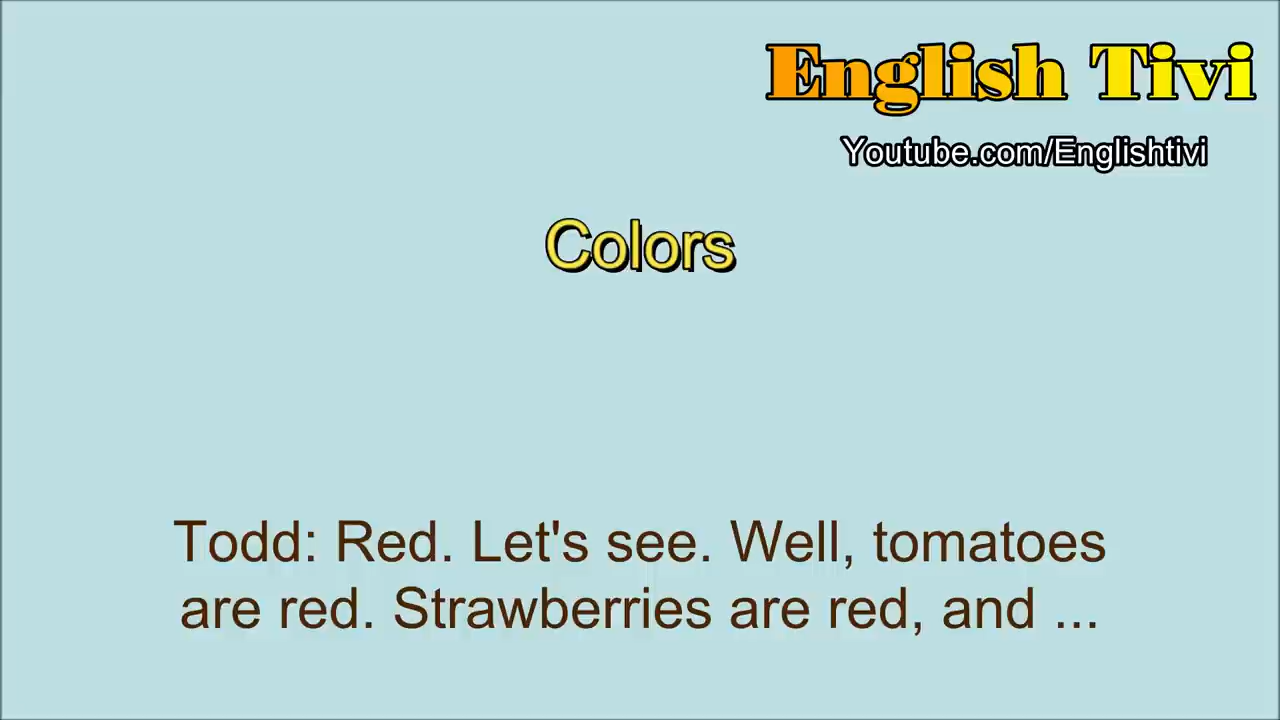 English Tivi
Youtube.com/Englishtivi
Colors
Todd: Red. Let's see. Well, tomatoes
are red. Strawberries are red, and ...